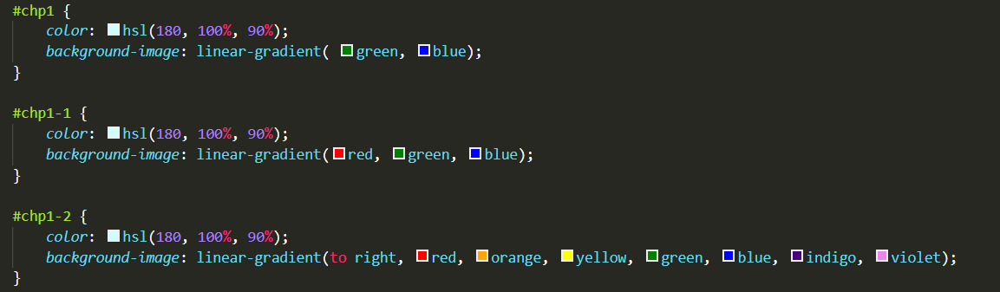 #chp1 {
    color: hsl(180, 100%, 90%);
    background-image: linear-gradient( green, blue);
}

#chp1-1 {
    color: hsl(180, 100%, 90%);
    background-image: linear-gradient(red, green, blue);
}

#chp1-2 {
    color: hsl(180, 100%, 90%);
    background-image: linear-gradient(to right, red, orange, yellow, green, blue, indigo, violet);
}